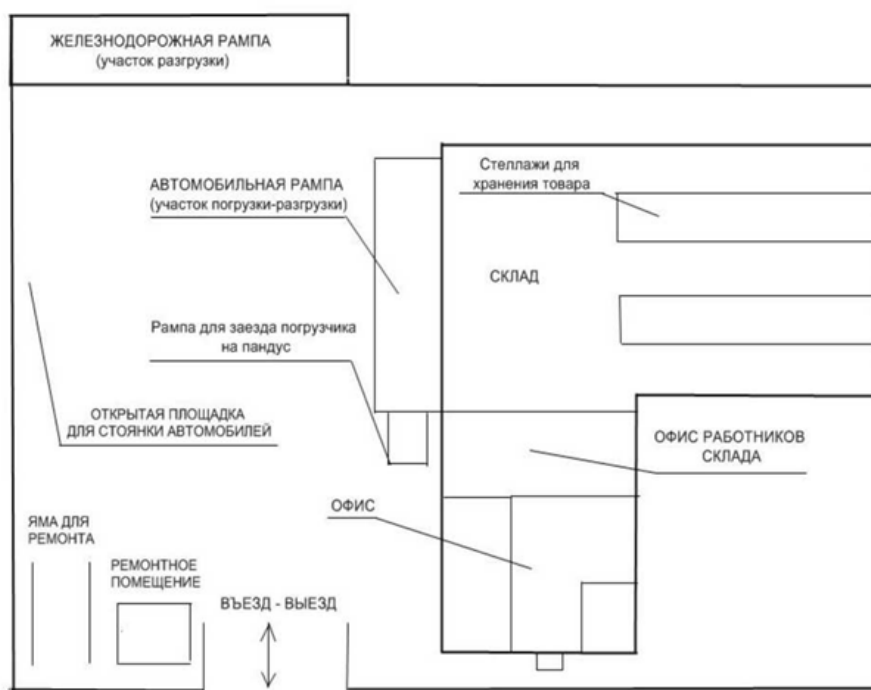 ЖЕЛЕЗНОДОРОЖНАЯ РАМПА
(участок разгрузки)
Стеллажи для
хранения товара
АВТОМОБИЛЬНАЯ РАМПА
(участок погрузки-разгрузки)
СКЛАД
Рампа для заезда погрузчика
на пандус
ОТКРЫТАЯ ПЛОЩАДКА
ДЛЯ СТОЯНКИ АВТОМОБИЛЕЙ
ОФИС РАБОТНИКОВ
СКЛАДА
ОФИС
ЯМА ДЛЯ
РЕМОНТА
РЕМОНТНОЕ
ПОМЕЩЕНИЕ
ВЪЕЗД - ВЫЕЗД